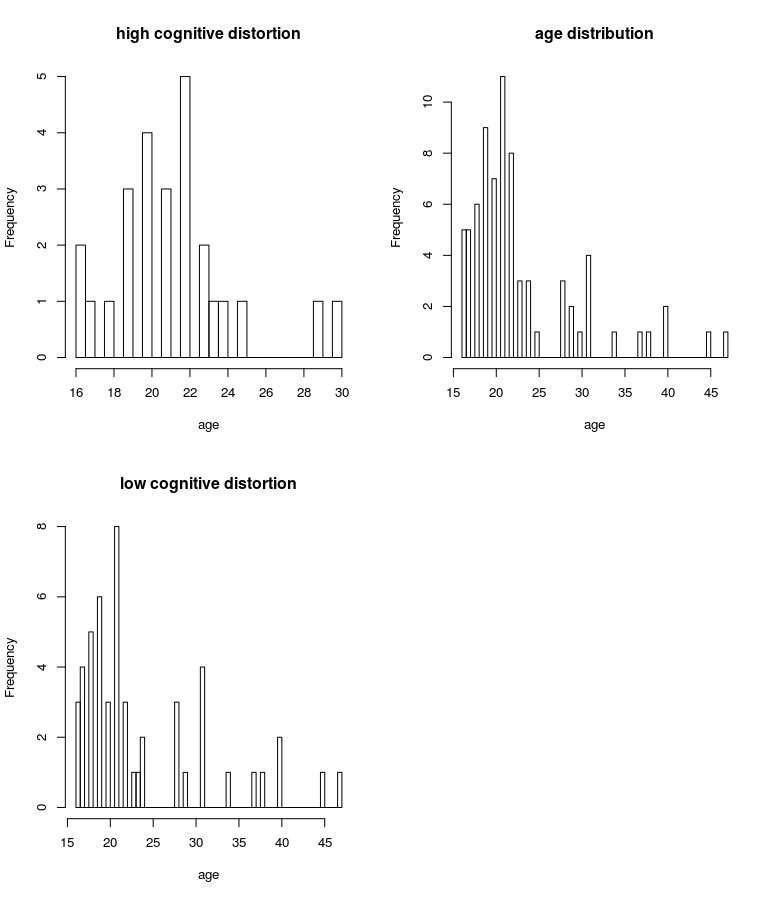 high cognitive distortion
Frequency
0 1 2 3 4 5
16 18 20 22 24 26 28 30
age
age distribution
Frequency
0 2 4 6 8 10
15 20 25 30 35 40 45
age
low cognitive distortion
Frequency
0 2 4 6 8
15 20 25 30 35 40 45
age